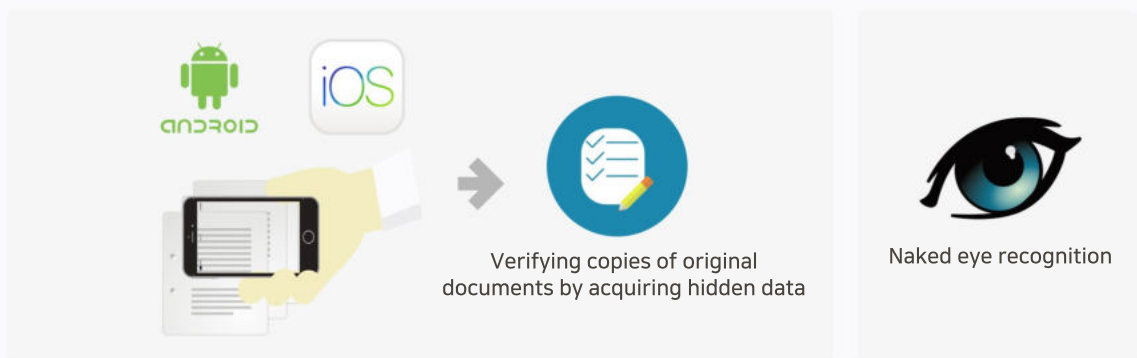 android
iOS
Verifying copies of original
documents by acquiring hidden data
Naked eye recognition